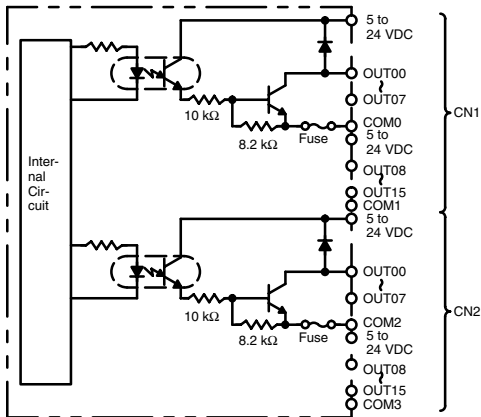 5 to
24 VDC
OUT00
OUT07
10 kΩ
COM0
5 to
24 VDC
8.2 kΩ
Fuse
CN1
Inter-
nal
Cir-
cuit
OUT08
OUT15
COM1
5 to
24 VDC
OUT00
OUT07
10 kΩ
COM2
5 to
24 VDC
8.2 kΩ
Fuse
CN2
OUT08
OUT15
COM3